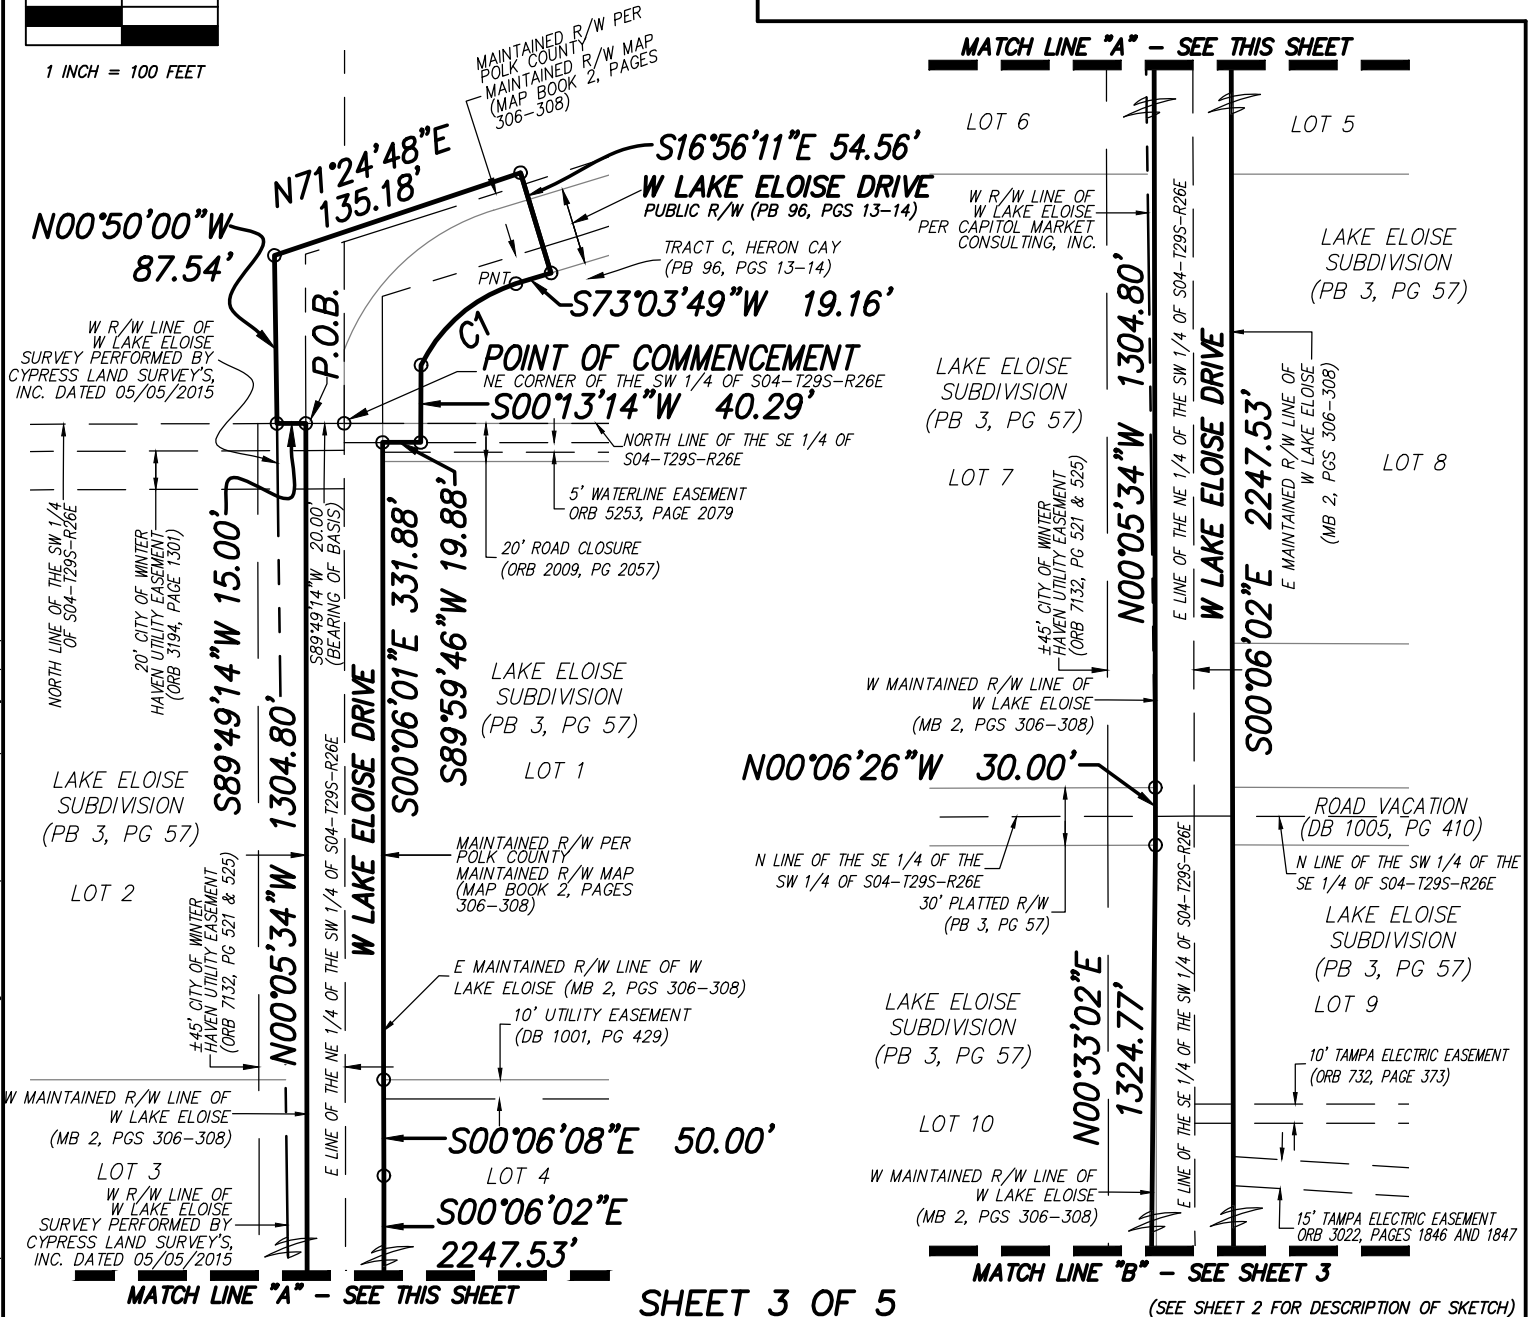 1 INCH = 100 FEET
MAINTAINED R/W PER
POLK COUNTY
MAINTAINED R/W MAP
(MAP BOOK 2, PAGES
306-308)
N71°24'48"E
135.18'
S16°56'11"E 54.56'
W LAKE ELOISE DRIVE
PUBLIC R/W (PB 96, PGS 13-14)
N00°50'00"W
87.54'
TRACT C, HERON CAY
(PB 96, PGS 13-14)
PNT
S73°03'49"W 19.16'
C1
P.O.B.
W R/W LINE OF
W LAKE ELOISE
SURVEY PERFORMED BY
CYPRESS LAND SURVEY'S,
INC. DATED 05/05/2015
POINT OF COMMENCEMENT
NE CORNER OF THE SW 1/4 OF S04-T29S-R26E
S00°13'14"W 40.29'
NORTH LINE OF THE SE 1/4 OF
S04-T29S-R26E
5' WATERLINE EASEMENT
ORB 5253, PAGE 2079
20' ROAD CLOSURE
(ORB 2009, PG 2057)
NORTH LINE OF THE SW 1/4
OF S04-T29S-R26E
20' CITY OF WINTER
HAVEN UTILITY EASEMENT
(ORB 3194, PAGE 1301)
S89°49'14"W 15.00'
S89°49'14"W 20.00'
(BEARING OF BASIS)
S00°06'01"E 331.88'
S89°59'46"W 19.88'
LAKE ELOISE
SUBDIVISION
(PB 3, PG 57)
LOT 1
LAKE ELOISE
SUBDIVISION
(PB 3, PG 57)
LOT 2
N00°05'34"W 1304.80'
E LINE OF THE NE 1/4 OF THE SW 1/4 OF S04-T29S-R26E
W LAKE ELOISE DRIVE
MAINTAINED R/W PER
POLK COUNTY
MAINTAINED R/W MAP
(MAP BOOK 2, PAGES
306-308)
±45' CITY OF WINTER
HAVEN UTILITY EASEMENT
(ORB 7132, PG 521 & 525)
E MAINTAINED R/W LINE OF W
LAKE ELOISE (MB 2, PGS 306-308)
10' UTILITY EASEMENT
(DB 1001, PG 429)
W MAINTAINED R/W LINE OF
W LAKE ELOISE
(MB 2, PGS 306-308)
S00°06'08"E 50.00'
LOT 3
LOT 4
W R/W LINE OF
W LAKE ELOISE
SURVEY PERFORMED BY
CYPRESS LAND SURVEY'S,
INC. DATED 05/05/2015
S00°06'02"E
2247.53'
MATCH LINE "A" - SEE THIS SHEET
MATCH LINE "A" - SEE THIS SHEET
LOT 6
LOT 5
W R/W LINE OF
W LAKE ELOISE
PER CAPITOL MARKET
CONSULTING, INC.
LAKE ELOISE
SUBDIVISION
(PB 3, PG 57)
LAKE ELOISE
SUBDIVISION
(PB 3, PG 57)
LOT 7
LOT 8
N00°05'34"W 1304.80'
E LINE OF THE NE 1/4 OF THE SW 1/4 OF S04-T29S-R26E
W LAKE ELOISE DRIVE
S00°06'02"E 2247.53'
E MAINTAINED R/W LINE OF
W LAKE ELOISE
(MB 2, PGS 306-308)
±45' CITY OF WINTER
HAVEN UTILITY EASEMENT
(ORB 7132, PG 521 & 525)
W MAINTAINED R/W LINE OF
W LAKE ELOISE
(MB 2, PGS 306-308)
N00°06'26"W 30.00'
ROAD VACATION
(DB 1005, PG 410)
N LINE OF THE SE 1/4 OF THE
SW 1/4 OF S04-T29S-R26E
N LINE OF THE SW 1/4 OF THE
SE 1/4 OF S04-T29S-R26E
30' PLATTED R/W
(PB 3, PG 57)
LAKE ELOISE
SUBDIVISION
(PB 3, PG 57)
LOT 9
LAKE ELOISE
SUBDIVISION
(PB 3, PG 57)
LOT 10
N00°33'02"E
1324.77'
E LINE OF THE SE 1/4 OF THE SW 1/4 OF S04-T29S-R26E
10' TAMPA ELECTRIC EASEMENT
(ORB 732, PAGE 373)
W MAINTAINED R/W LINE OF
W LAKE ELOISE
(MB 2, PGS 306-308)
15' TAMPA ELECTRIC EASEMENT
ORB 3022, PAGES 1846 AND 1847
MATCH LINE "B" - SEE SHEET 3
SHEET 3 OF 5
(SEE SHEET 2 FOR DESCRIPTION OF SKETCH)